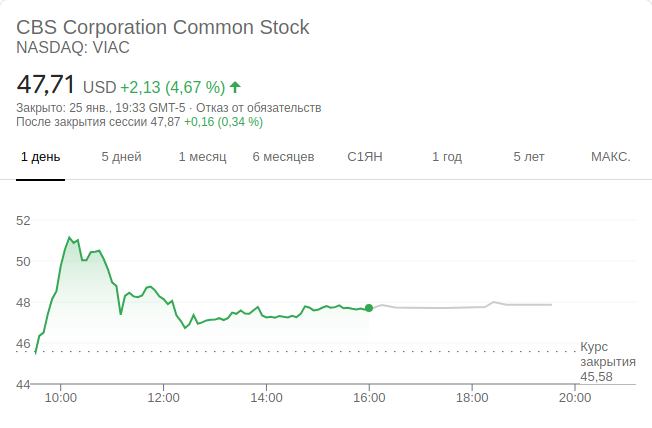 CBS Corporation Common Stock
NASDAQ: VIAC
47,71 USD +2,13 (4,67 %)
Закрыто: 25 янв., 19:33 GMT-5 · Отказ от обязательств
После закрытия сессии 47,87 +0,16 (0,34 %)
1 день 5 дней 1 месяц 6 месяцев С1ЯН 1 год 5 лет МАКС.
52
50
48
46
Курс
закрытия
45,58
44
10:00 12:00 14:00 16:00 18:00 20:00